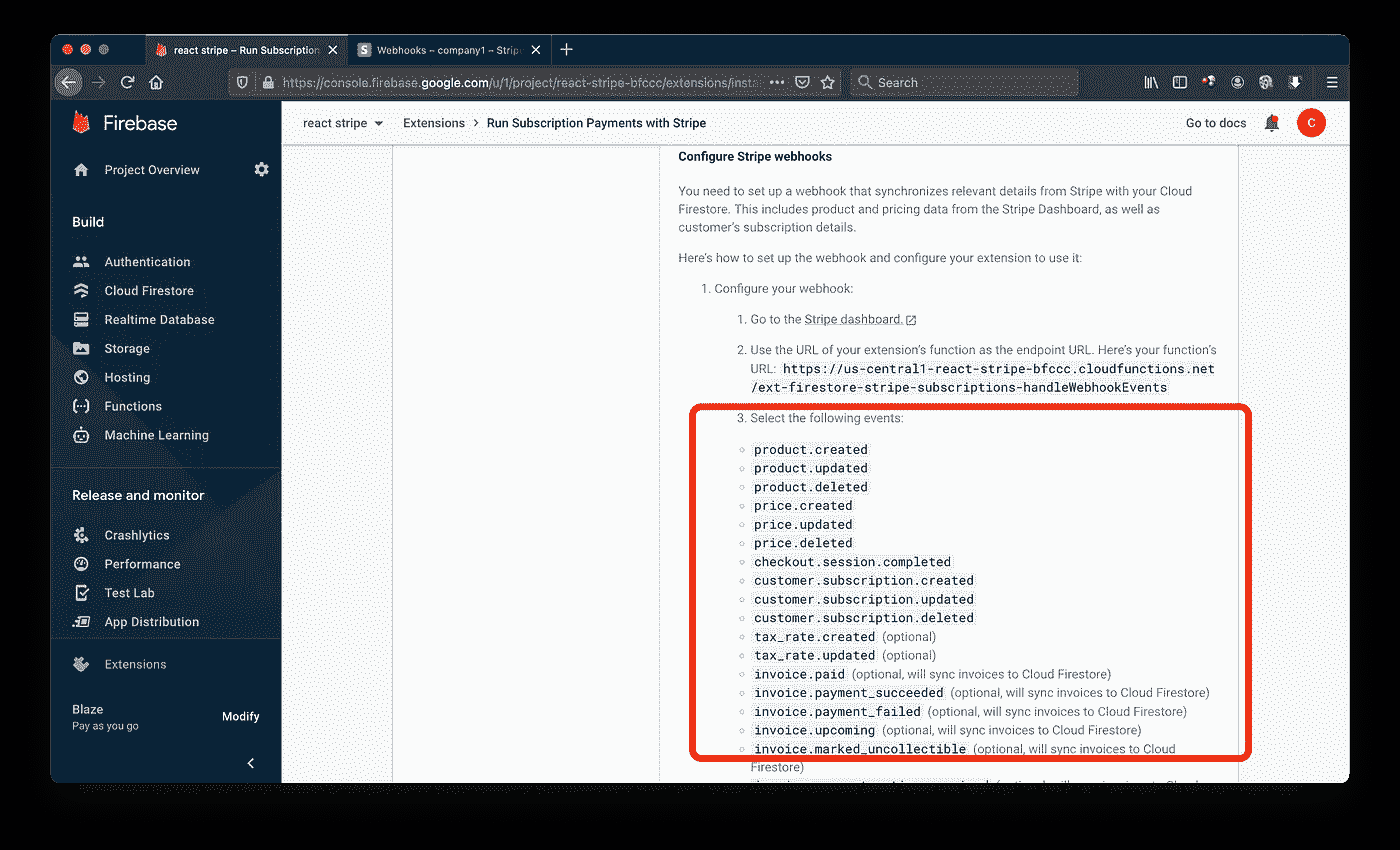 react stripe – Run Subscription
Webhooks – company1 – Strip
https://console.firebase.google.com/u/1/project/react-stripe-bfccc/extensions/inst
Search
Firebase
react stripe
Extensions > Run Subscription Payments with Stripe
Go to docs
C
Project Overview
Build
Authentication
Cloud Firestore
Realtime Database
Storage
Hosting
Functions
Machine Learning
Release and monitor
Crashlytics
Performance
Test Lab
App Distribution
Extensions
Blaze
Pay as you go
Modify
Configure Stripe webhooks
You need to set up a webhook that synchronizes relevant details from Stripe with your Cloud
Firestore. This includes product and pricing data from the Stripe Dashboard, as well as
customer's subscription details.
Here's how to set up the webhook and configure your extension to use it:
1. Configure your webhook:
1. Go to the Stripe dashboard.
2. Use the URL of your extension's function as the endpoint URL. Here's your function's
URL: https://us-central1-react-stripe-bfccc.cloudfunctions.net
/ext-firestore-stripe-subscriptions-handleWebhookEvents
3. Select the following events:
product.created
product.updated
product.deleted
price.created
price.updated
price.deleted
checkout.session.completed
customer.subscription.created
customer.subscription.updated
customer.subscription.deleted
tax_rate.created (optional)
tax_rate.updated (optional)
invoice.paid (optional, will sync invoices to Cloud Firestore)
invoice.payment_succeeded (optional, will sync invoices to Cloud Firestore)
invoice.payment_failed (optional, will sync invoices to Cloud Firestore)
invoice.upcoming (optional, will sync invoices to Cloud Firestore)
invoice.marked_uncollectible (optional, will sync invoices to Cloud
Firestore)